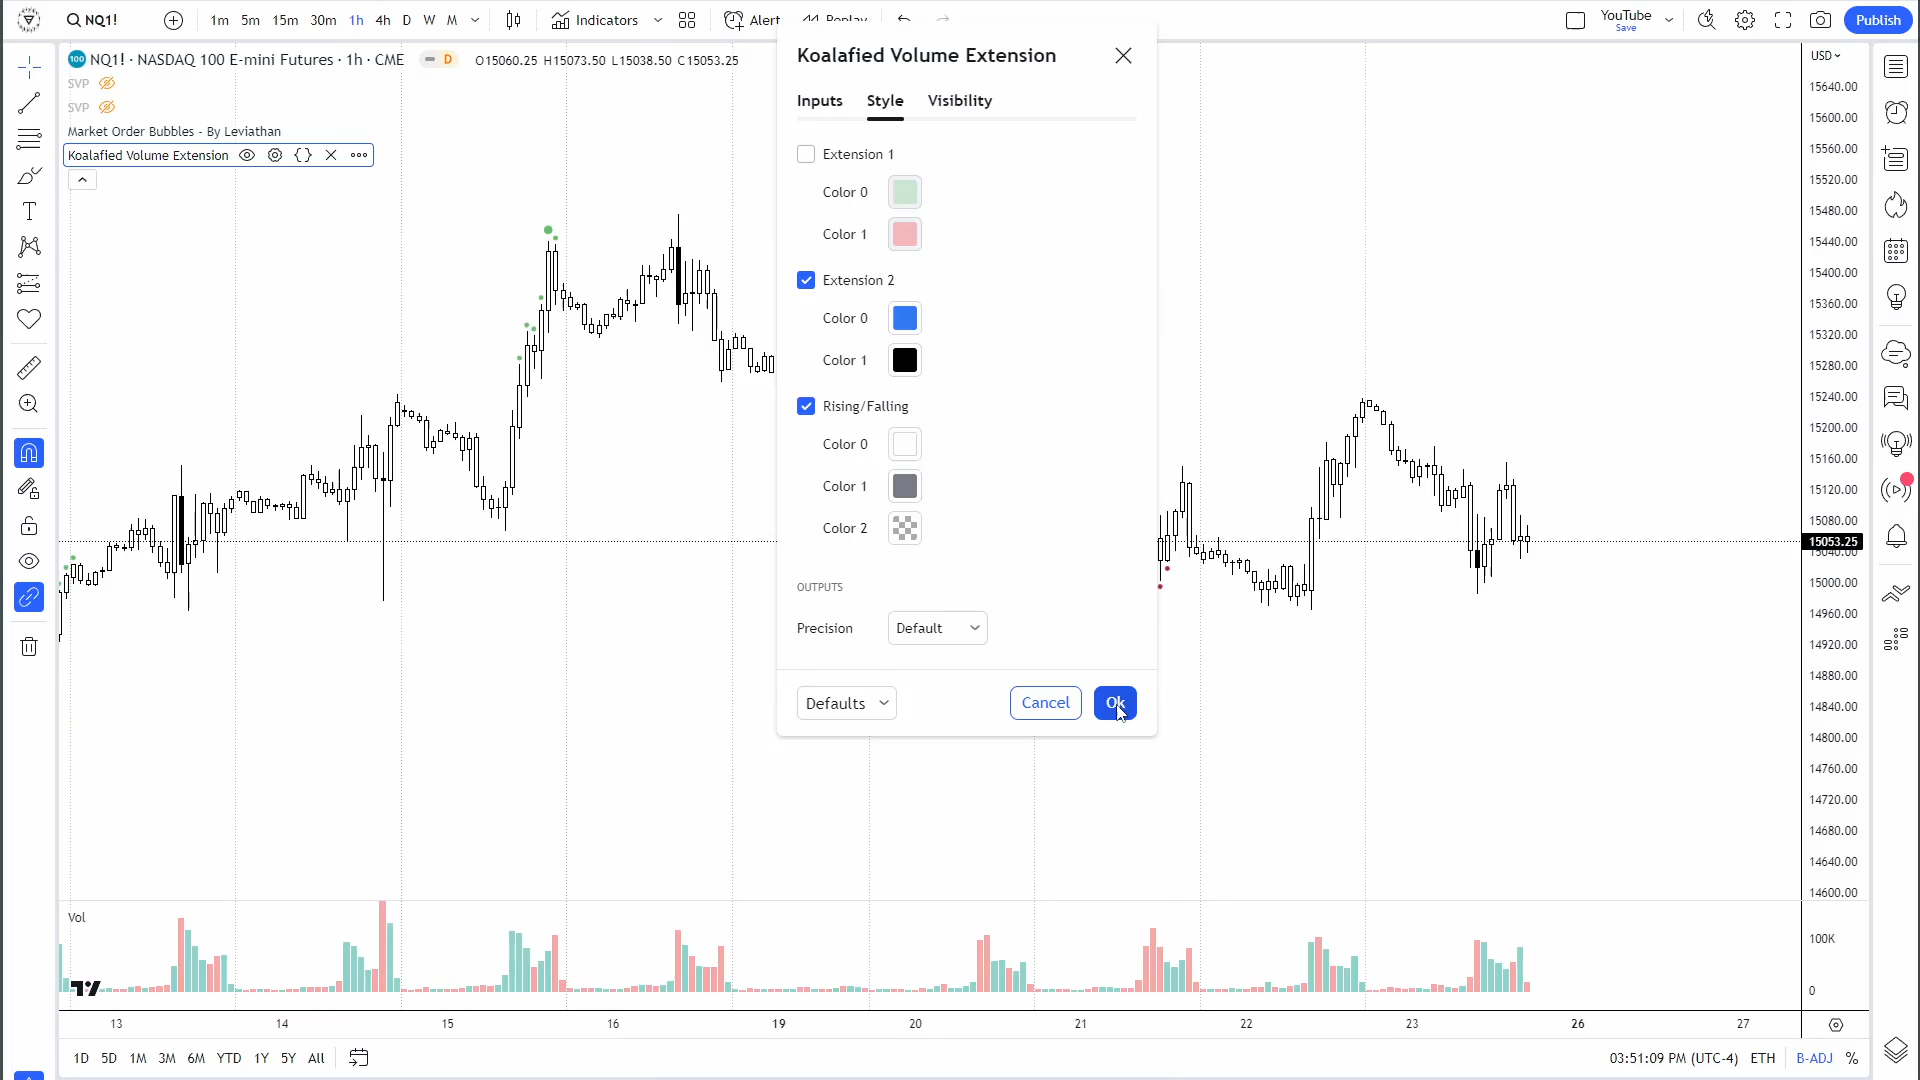 NQ1!
1m 5m 15m 30m 1h 4h D W M
Indicators
Alert
Replay
YouTube
Save
Publish
100 NQ1! · NASDAQ 100 E-mini Futures · 1h · CME
D
O15060.25 H15073.50 L15038.50 C15053.25
SVP
SVP
Market Order Bubbles - By Leviathan
Koalafied Volume Extension
Koalafied Volume Extension
Inputs Style Visibility
Extension 1
Color 0
Color 1
Extension 2
Color 0
Color 1
Rising/Falling
Color 0
Color 1
Color 2
OUTPUTS
Precision Default
Defaults Cancel Ok
USD
15640.00
15600.00
15560.00
15520.00
15480.00
15440.00
15400.00
15360.00
15320.00
15280.00
15240.00
15200.00
15160.00
15120.00
15080.00
15053.25
15040.00
15000.00
14960.00
14920.00
14880.00
14840.00
14800.00
14760.00
14720.00
14680.00
14640.00
14600.00
Vol
100K
0
13 14 15 16 19 20 21 22 23 26 27
1D 5D 1M 3M 6M YTD 1Y 5Y All
03:51:09 PM (UTC-4) ETH B-ADJ %